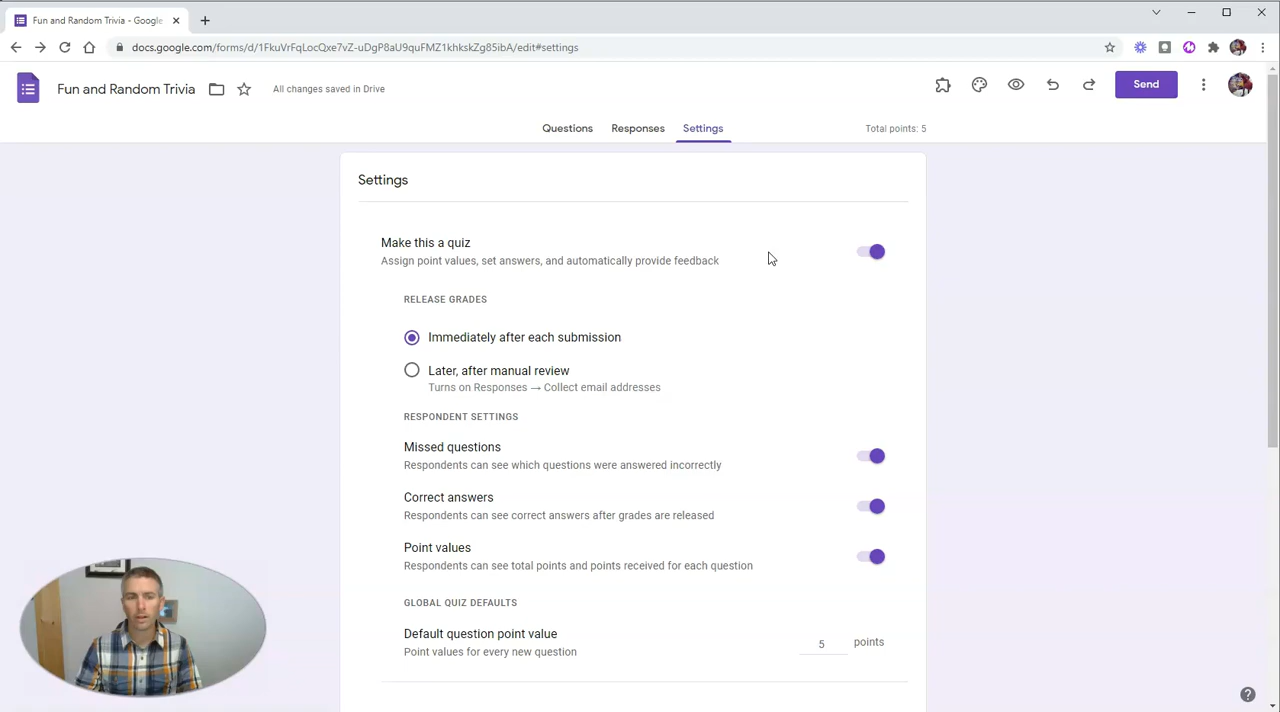 Fun and Random Trivia - Google
docs.google.com/forms/d/1FkuVrFqLocQxe7vZ-uDgP8aU9quFMZ1khkskZg85ibA/edit#settings
Fun and Random Trivia
All changes saved in Drive
Send
Questions
Responses
Settings
Total points: 5
Settings
Make this a quiz
Assign point values, set answers, and automatically provide feedback
RELEASE GRADES
Immediately after each submission
Later, after manual review
Turns on Responses → Collect email addresses
RESPONDENT SETTINGS
Missed questions
Respondents can see which questions were answered incorrectly
Correct answers
Respondents can see correct answers after grades are released
Point values
Respondents can see total points and points received for each question
GLOBAL QUIZ DEFAULTS
Default question point value
Point values for every new question
5 points